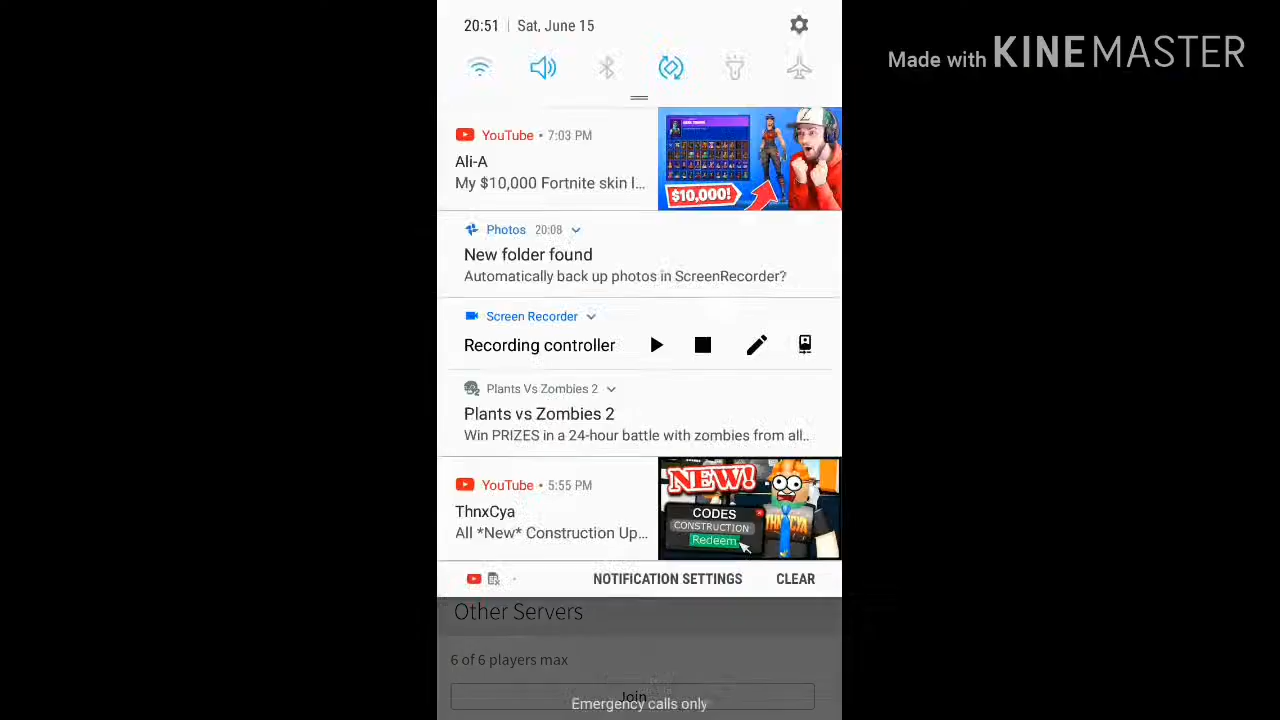 20:51 | Sat, June 15
Made with KINEMASTER
YouTube • 7:03 PM
Ali-A
My $10,000 Fortnite skin l...
$10,000!
Photos 20:08
New folder found
Automatically back up photos in ScreenRecorder?
Screen Recorder
Recording controller
Plants Vs Zombies 2
Plants vs Zombies 2
Win PRIZES in a 24-hour battle with zombies from all..
YouTube • 5:55 PM
ThnxCya
All *New* Construction Up...
NEW!
CODES
CONSTRUCTION
Redeem
THNXCYA
NOTIFICATION SETTINGS
CLEAR
Other Servers
6 of 6 players max
Join
Emergency calls only